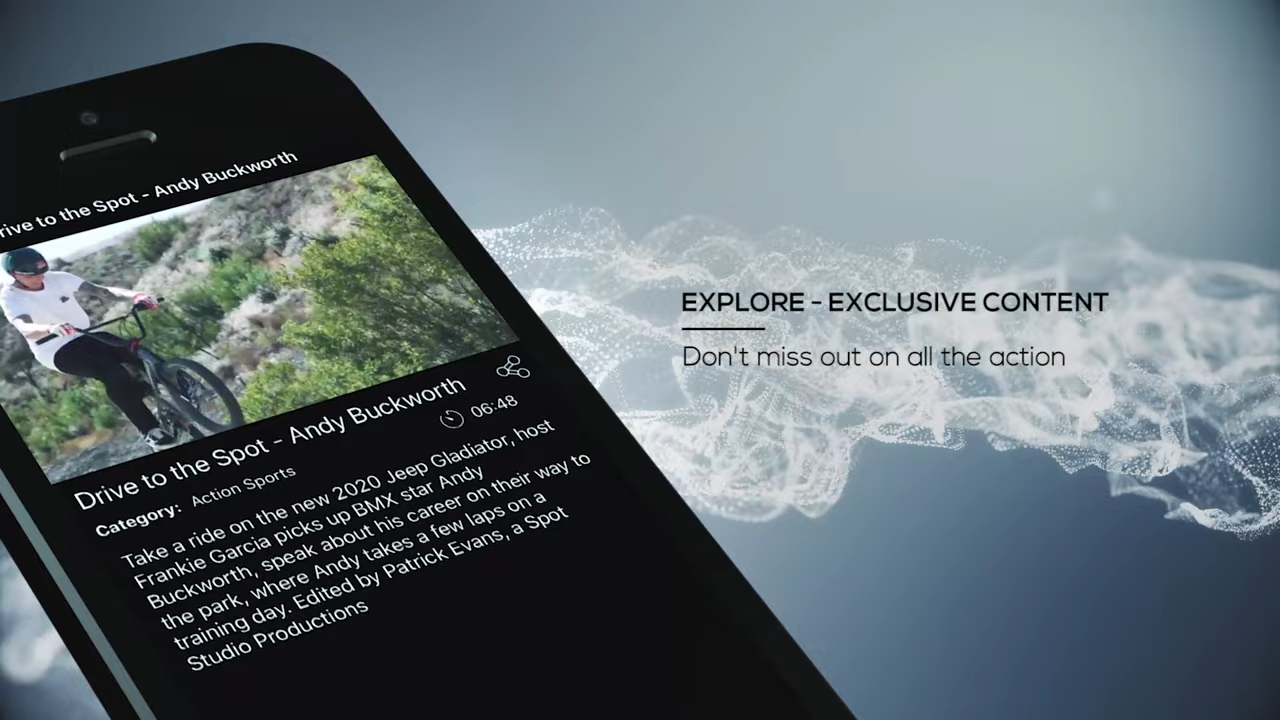 rive to the Spot - Andy Buckworth
Drive to the Spot - Andy Buckworth
06:48
Category: Action Sports
Take a ride on the new 2020 Jeep Gladiator, host
Frankie Garcia picks up BMX star Andy
Buckworth, speak about his career on their way to
the park, where Andy takes a few laps on a
training day. Edited by Patrick Evans, a Spot
Studio Productions
EXPLORE - EXCLUSIVE CONTENT
Don't miss out on all the action